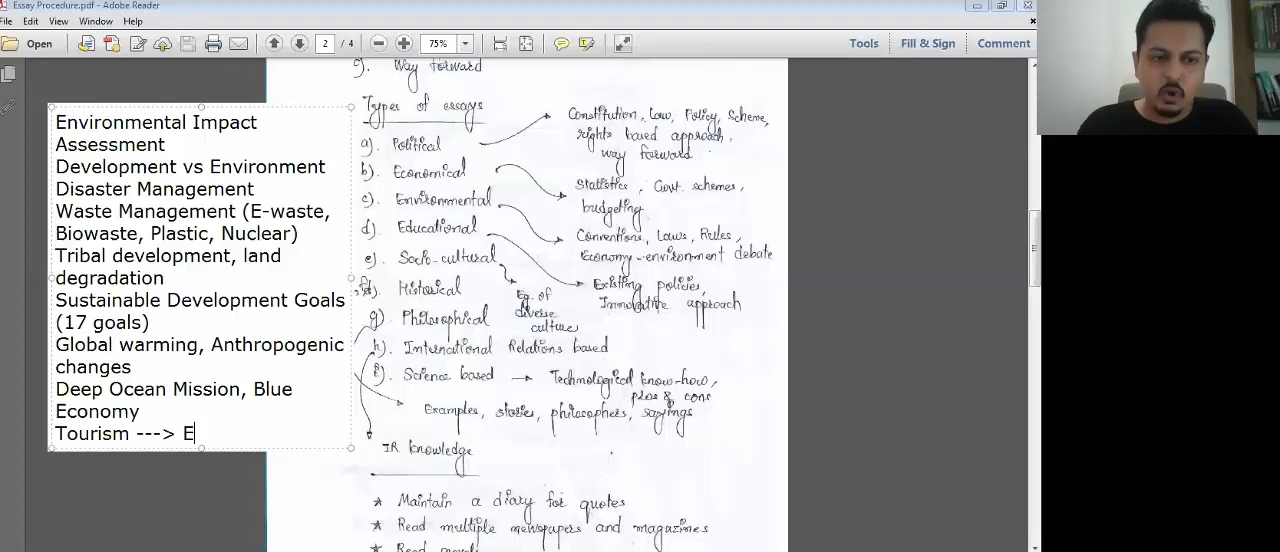 Essay Procedure.pdf - Adobe Reader
File Edit View Window Help
Open 2 / 4 75% Tools Fill & Sign Comment
Environmental Impact
Assessment
Development vs Environment
Disaster Management
Waste Management (E-waste,
Biowaste, Plastic, Nuclear)
Tribal development, land
degradation
Sustainable Development Goals
(17 goals)
Global warming, Anthropogenic
changes
Deep Ocean Mission, Blue
Economy
Tourism ---> E
Way forward
Types of essays
a). Political
b). Economical
c). Environmental
d). Educational
e). Socio-cultural
Historical
g). Philosophical
h). International Relations based
i). Science based → Technological know-how,
pros & cons
Constitution, Law, Policy, Scheme,
rights based approach,
way forward
Statistics, Govt. schemes,
budgeting
Conventions, Laws, Rules,
Economy-environment debate
Existing policies,
Innovative approach
Eg. of
diverse
culture
Examples, stories, philosophers, sayings
IR knowledge
* Maintain a diary for quotes
* Read multiple newspapers and magazines
* Read